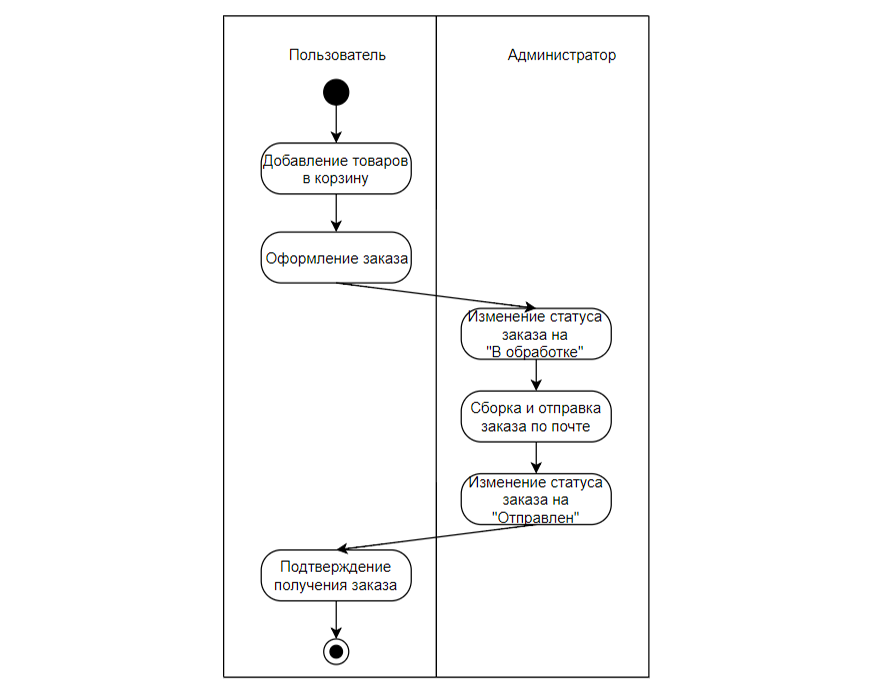 Пользователь
Администратор
Добавление товаров
в корзину
Оформление заказа
Изменение статуса
заказа на
"В обработке"
Сборка и отправка
заказа по почте
Изменение статуса
заказа на
"Отправлен"
Подтверждение
получения заказа